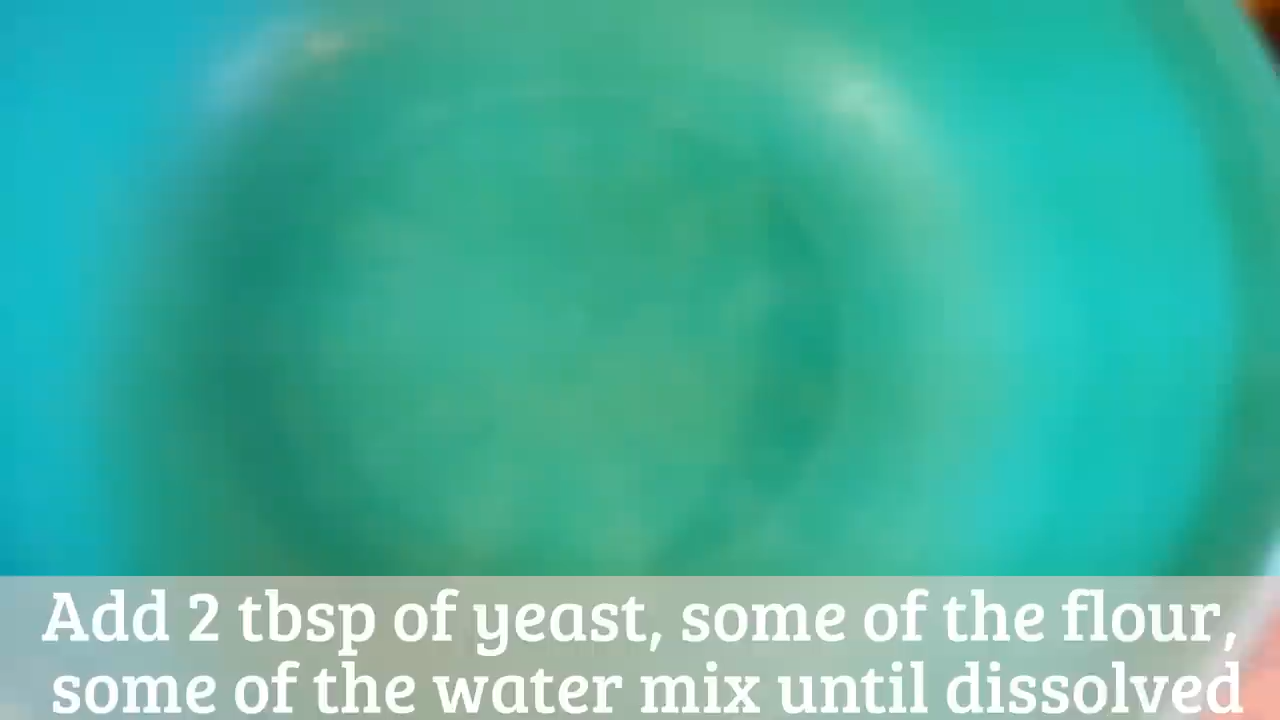 Add 2 tbsp of yeast, some of the flour,
some of the water mix until dissolved